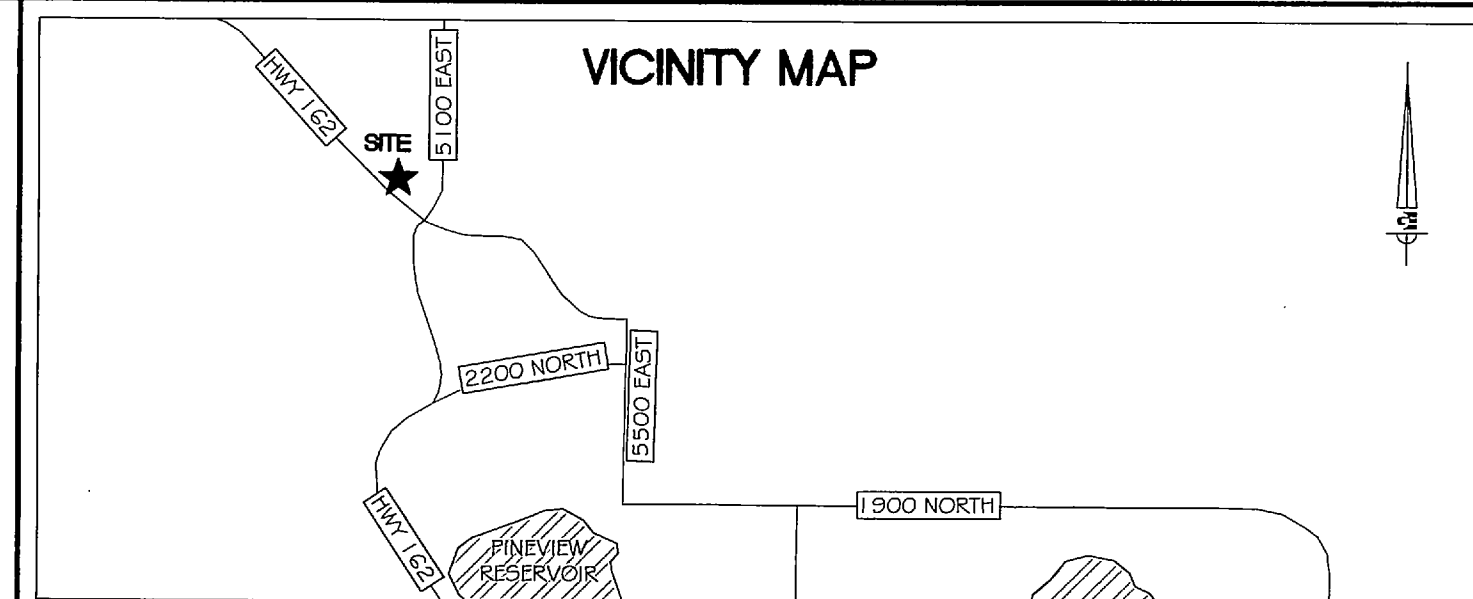 VICINITY MAP
HWY 162
5100 EAST
SITE
2200 NORTH
5500 EAST
1900 NORTH
HWY 162
PINEVIEW
RESERVOIR